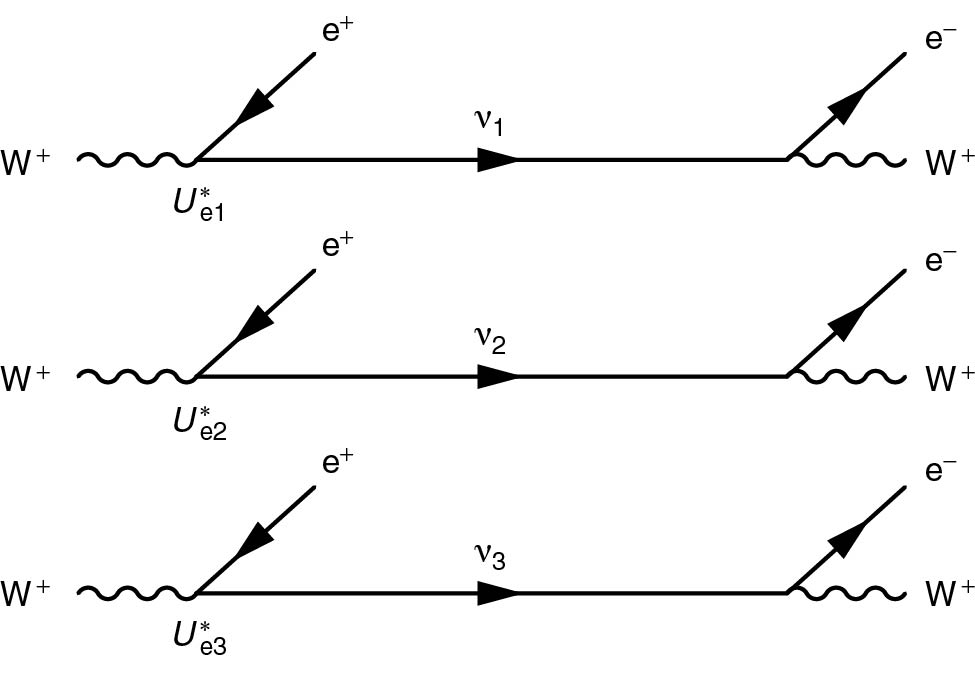 e⁺ e⁻
ν₁
W⁺ W⁺
U*ₑ₁
e⁺ e⁻
ν₂
W⁺ W⁺
U*ₑ₂
e⁺ e⁻
ν₃
W⁺ W⁺
U*ₑ₃